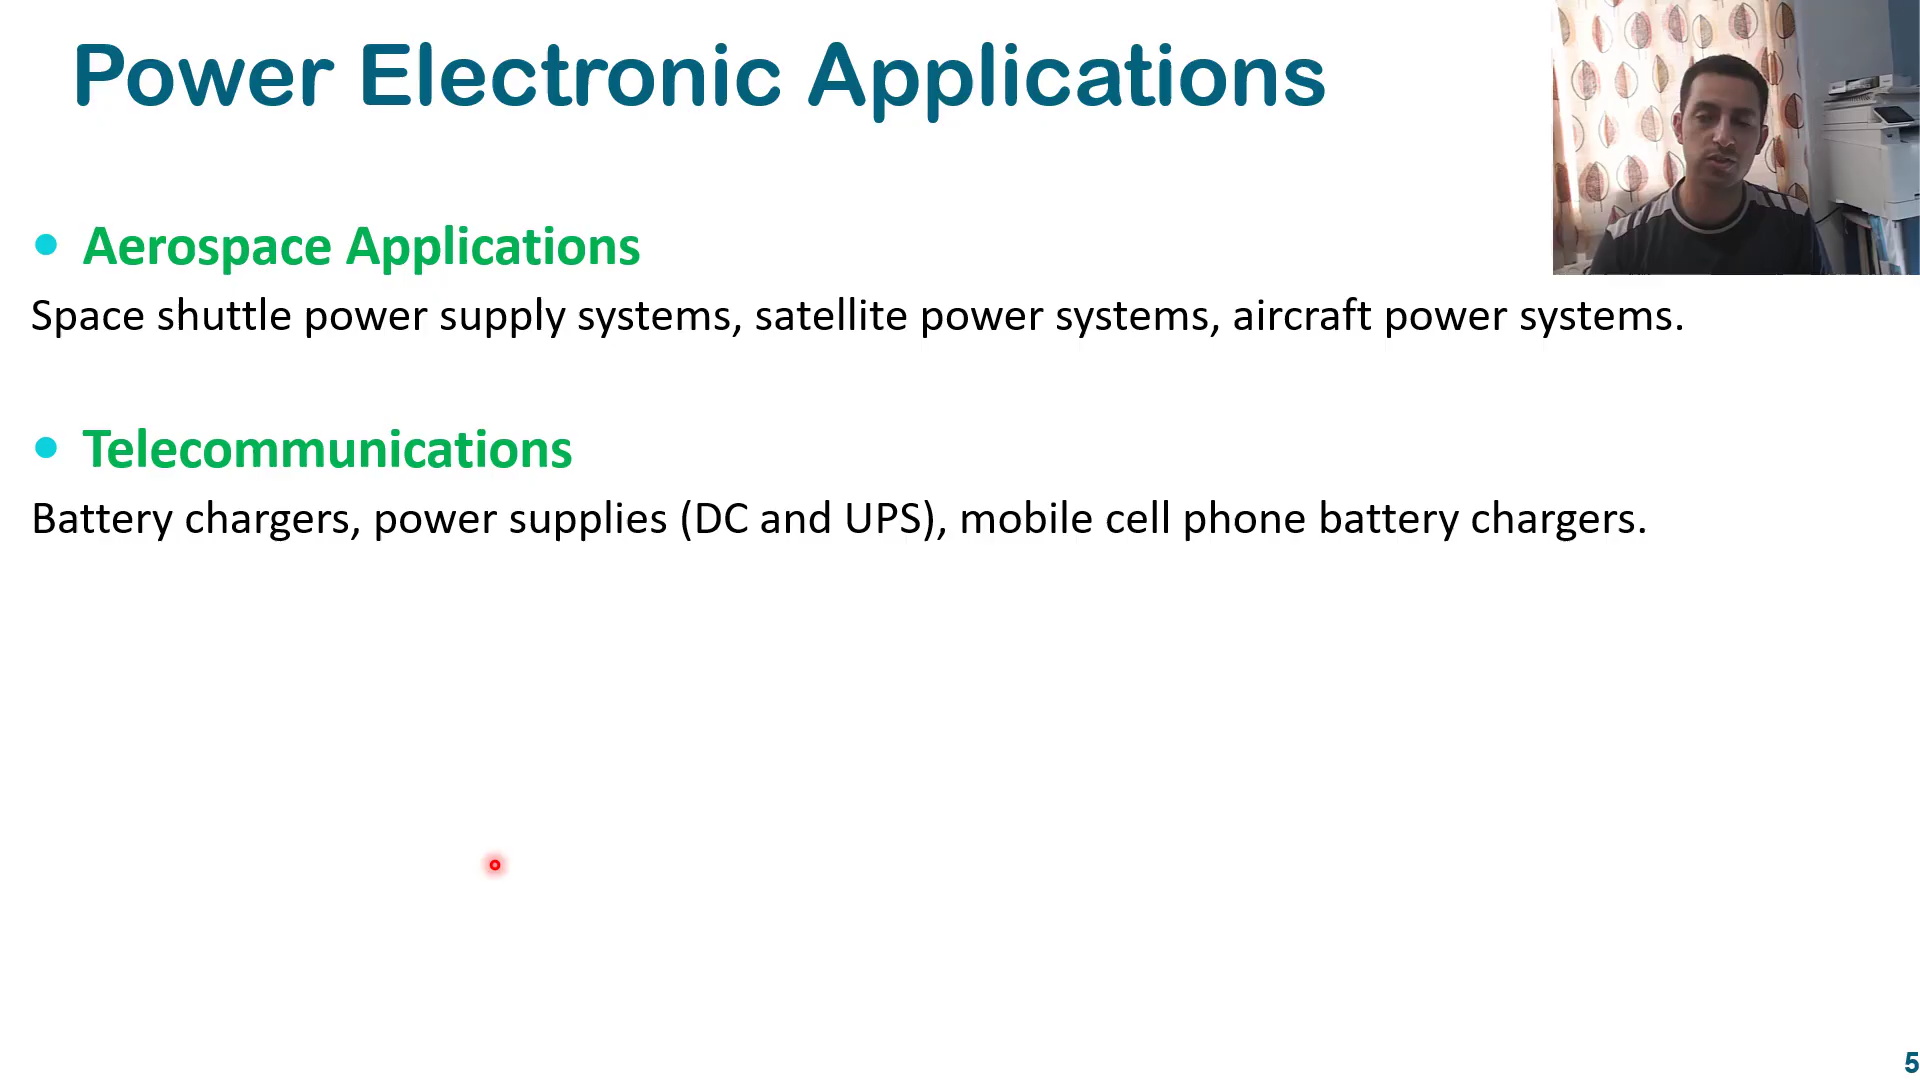 Power Electronic Applications
• Aerospace Applications
Space shuttle power supply systems, satellite power systems, aircraft power systems.
• Telecommunications
Battery chargers, power supplies (DC and UPS), mobile cell phone battery chargers.
5